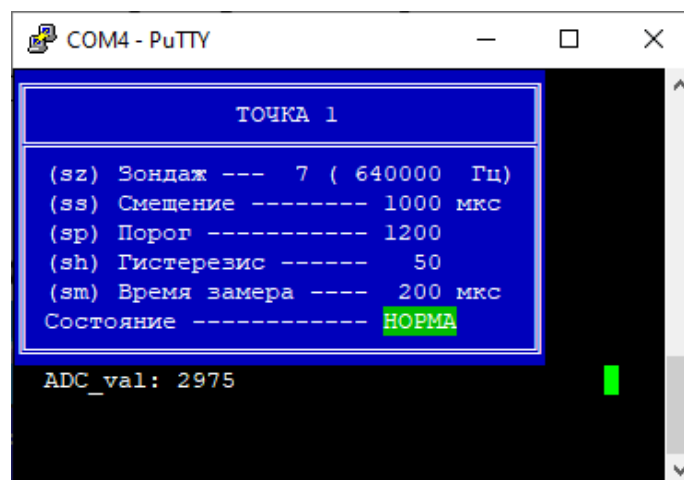 COM4 - PuTTY
ТОЧКА 1
(sz) Зондаж --- 7 ( 640000 Гц)
(ss) Смещение -------- 1000 мкс
(sp) Порог ----------- 1200
(sh) Гистерезис ------ 50
(sm) Время замера ---- 200 мкс
Состояние ------------ НОРМА
ADC_val: 2975